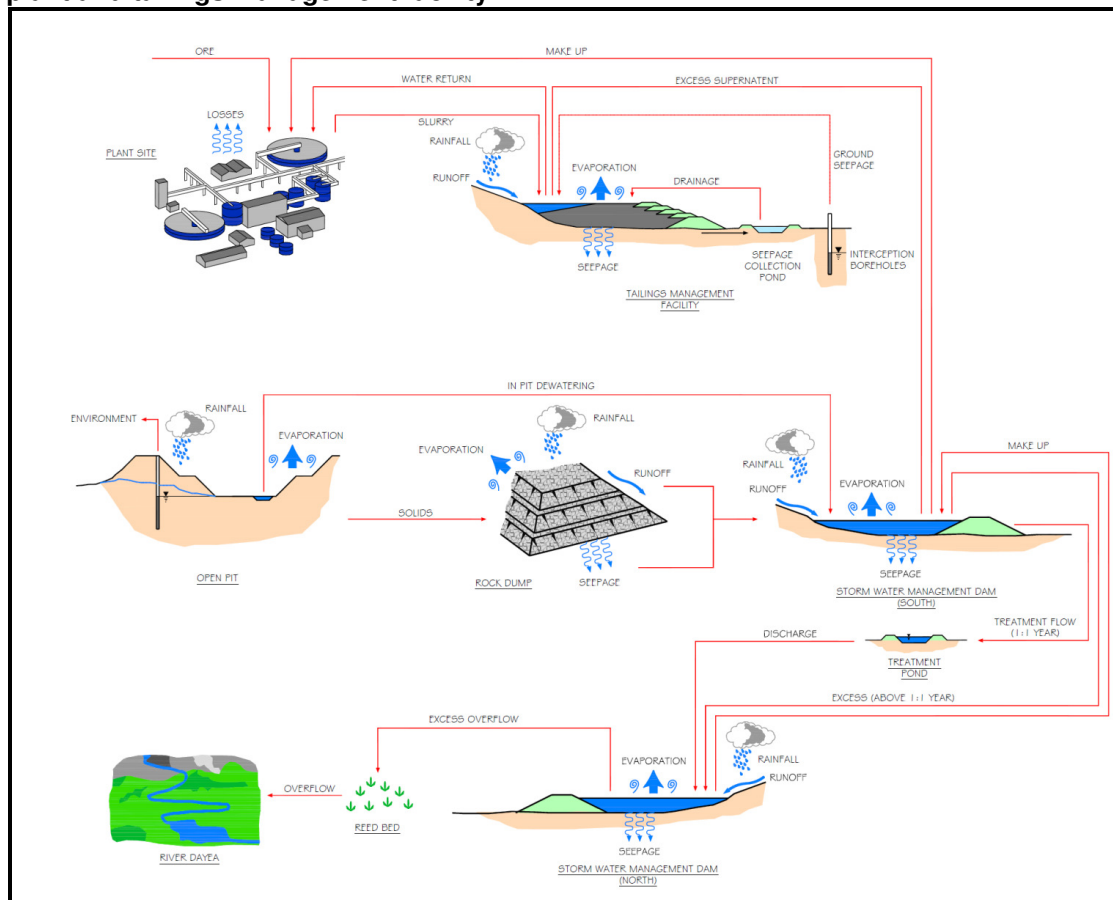 ORE
MAKE UP
WATER RETURN
EXCESS SUPERNATENT
LOSSES
SLURRY
RAINFALL
PLANT SITE
RUNOFF
EVAPORATION
GROUND
SEEPAGE
DRAINAGE
SEEPAGE
SEEPAGE
COLLECTION
POND
INTERCEPTION
BOREHOLES
TAILINGS MANAGEMENT
FACILITY
IN PIT DEWATERING
ENVIRONMENT
RAINFALL
EVAPORATION
RAINFALL
EVAPORATION
RUNOFF
SOLIDS
SEEPAGE
OPEN PIT
ROCK DUMP
RAINFALL
RUNOFF
EVAPORATION
MAKE UP
SEEPAGE
STORM WATER MANAGEMENT DAM
(SOUTH)
TREATMENT FLOW
(1:1 YEAR)
DISCHARGE
TREATMENT
POND
EXCESS (ABOVE 1:1 YEAR)
EXCESS OVERFLOW
EVAPORATION
RAINFALL
RUNOFF
OVERFLOW
REED BED
RIVER DAYEA
SEEPAGE
STORM WATER MANAGEMENT DAM
(NORTH)